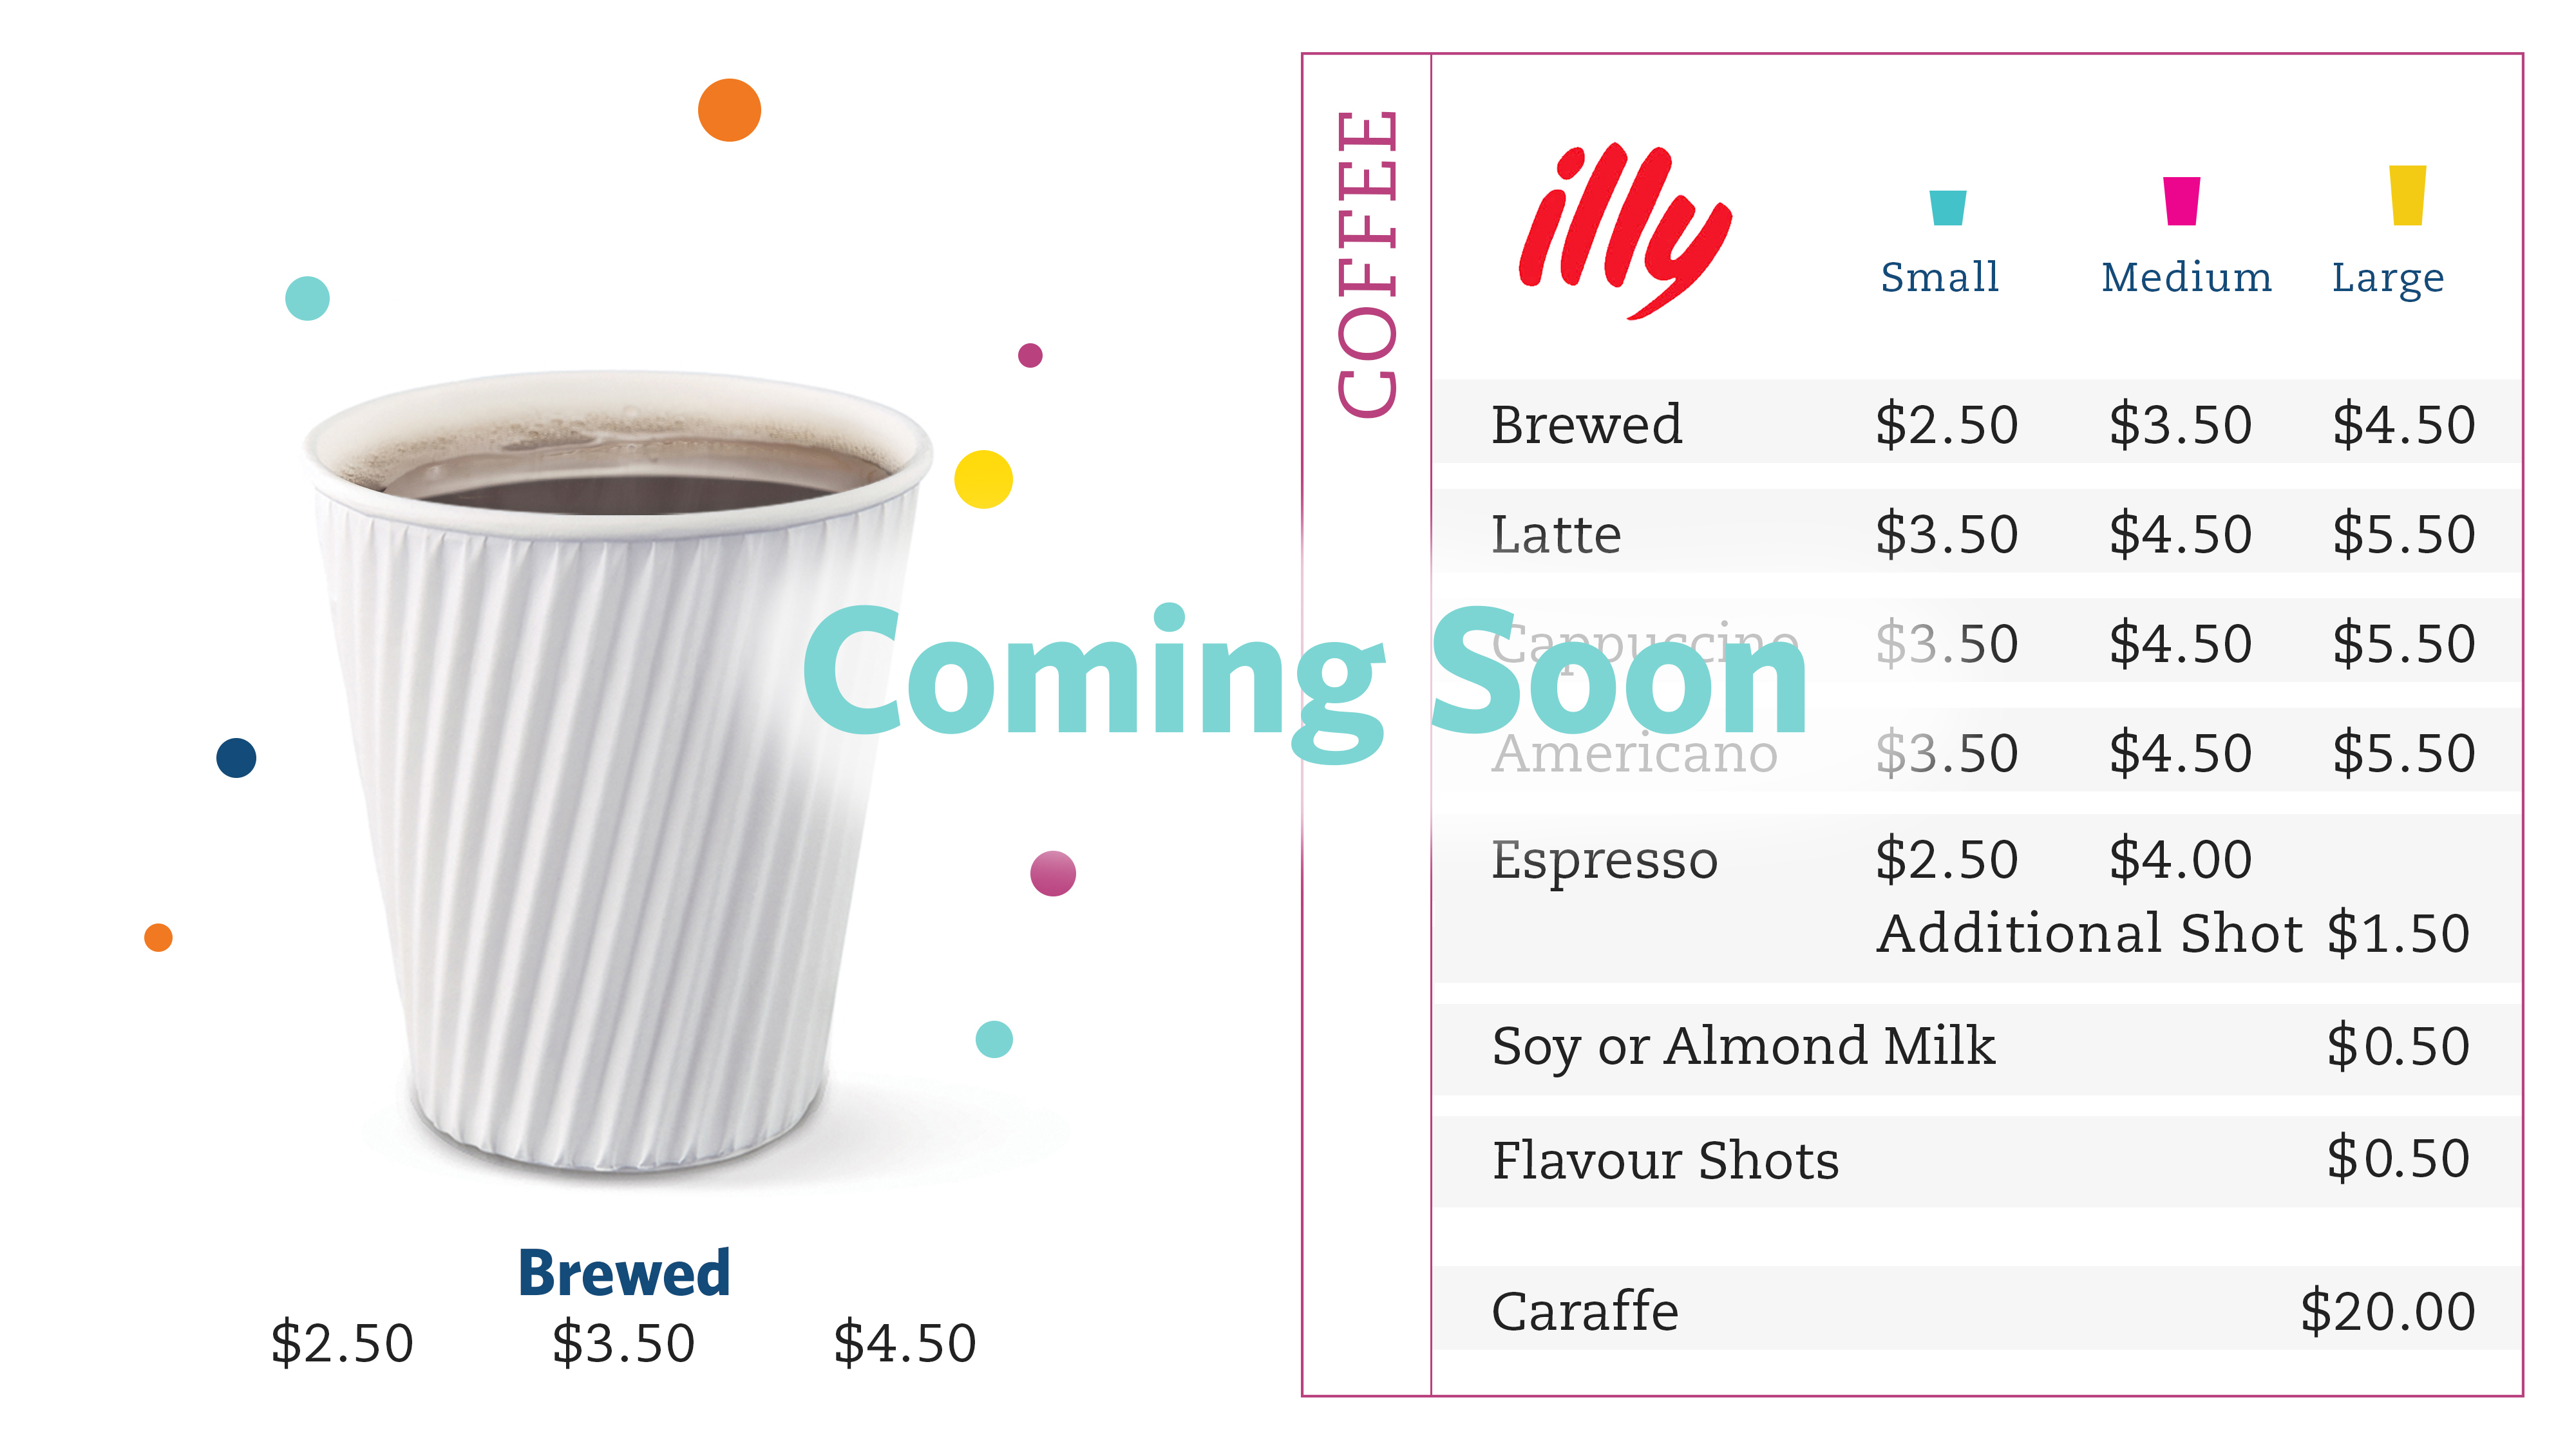 COFFEE
illy
Small Medium Large
Brewed $2.50 $3.50 $4.50
Latte $3.50 $4.50 $5.50
Cappuccino $3.50 $4.50 $5.50
Coming Soon
Americano $3.50 $4.50 $5.50
Espresso $2.50 $4.00
Additional Shot $1.50
Soy or Almond Milk $0.50
Flavour Shots $0.50
Caraffe $20.00
Brewed
$2.50 $3.50 $4.50